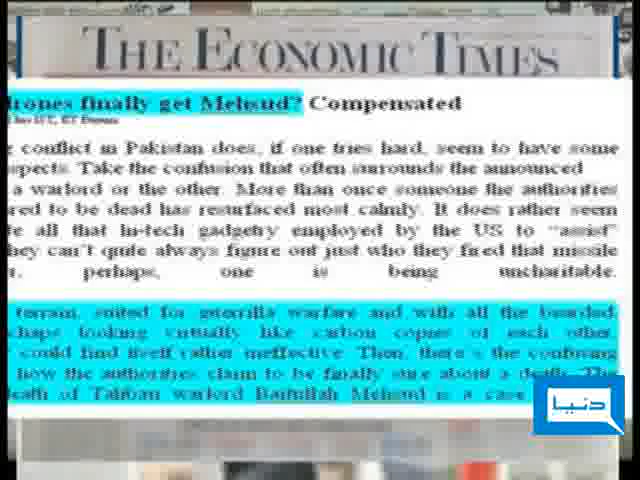 THE ECONOMIC TIMES
drones finally get Mehsud? Compensated
conflict in Pakistan does, if one tries hard, seem to have some
spects. Take the confusion that often surrounds the announced
a warlord or the other. More than once someone the authorities
red to be dead has resurfaced most calmly. It does rather seem
all that hi-tech gadgetry employed by the US to "assist"
hey can't quite always figure out just who they fired that missile
perhaps, one is being uncharitable.
terrain, suited for guerrilla warfare and with all the bearded,
chaps looking virtually like carbon copies of each other,
could find itself rather ineffective Then, there's the confusing
how the authorities claim to be finally sure about a death. The
death of Taliban warlord Baitullah Mehsud is a case
دنیا